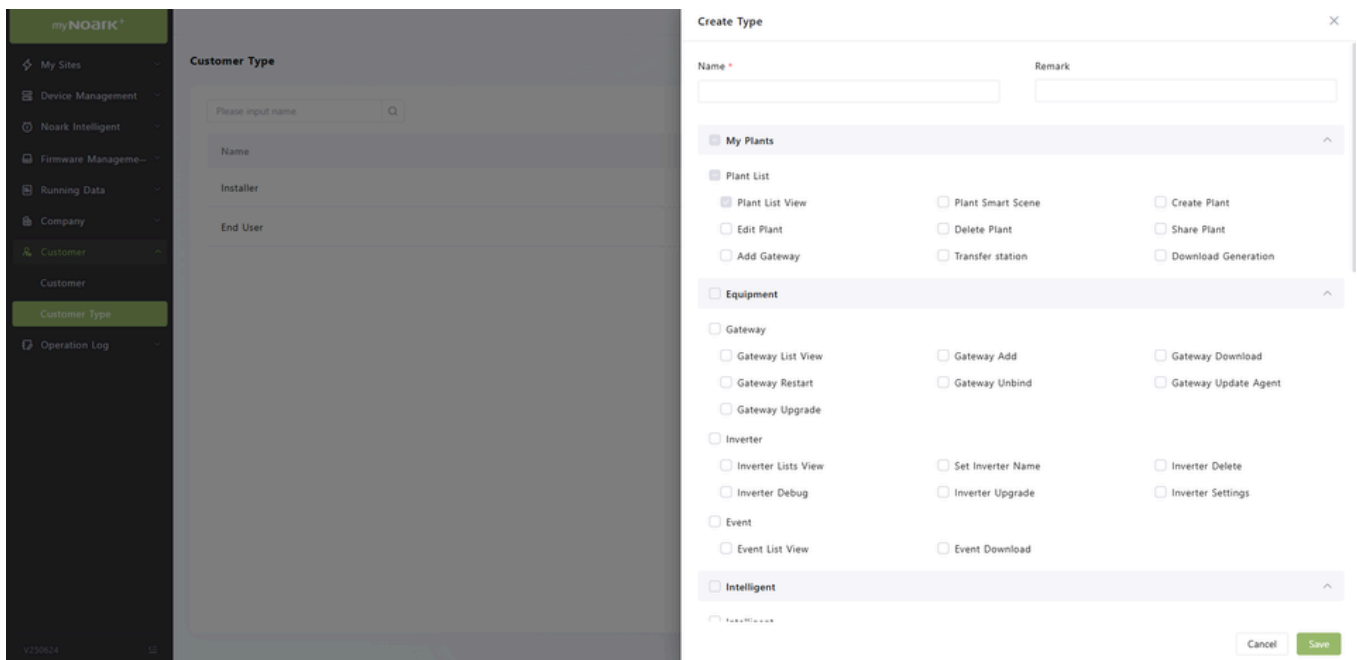 myNOARK+
My Sites
Device Management
Noark Intelligent
Firmware Manageme--
Running Data
Company
Customer
Customer
Customer Type
Operation Log
V250624
Customer Type
Please input name
Name
Installer
End User
Create Type
Name * Remark
My Plants
Plant List
Plant List View Plant Smart Scene Create Plant
Edit Plant Delete Plant Share Plant
Add Gateway Transfer station Download Generation
Equipment
Gateway
Gateway List View Gateway Add Gateway Download
Gateway Restart Gateway Unbind Gateway Update Agent
Gateway Upgrade
Inverter
Inverter Lists View Set Inverter Name Inverter Delete
Inverter Debug Inverter Upgrade Inverter Settings
Event
Event List View Event Download
Intelligent
Intelligent
Cancel Save